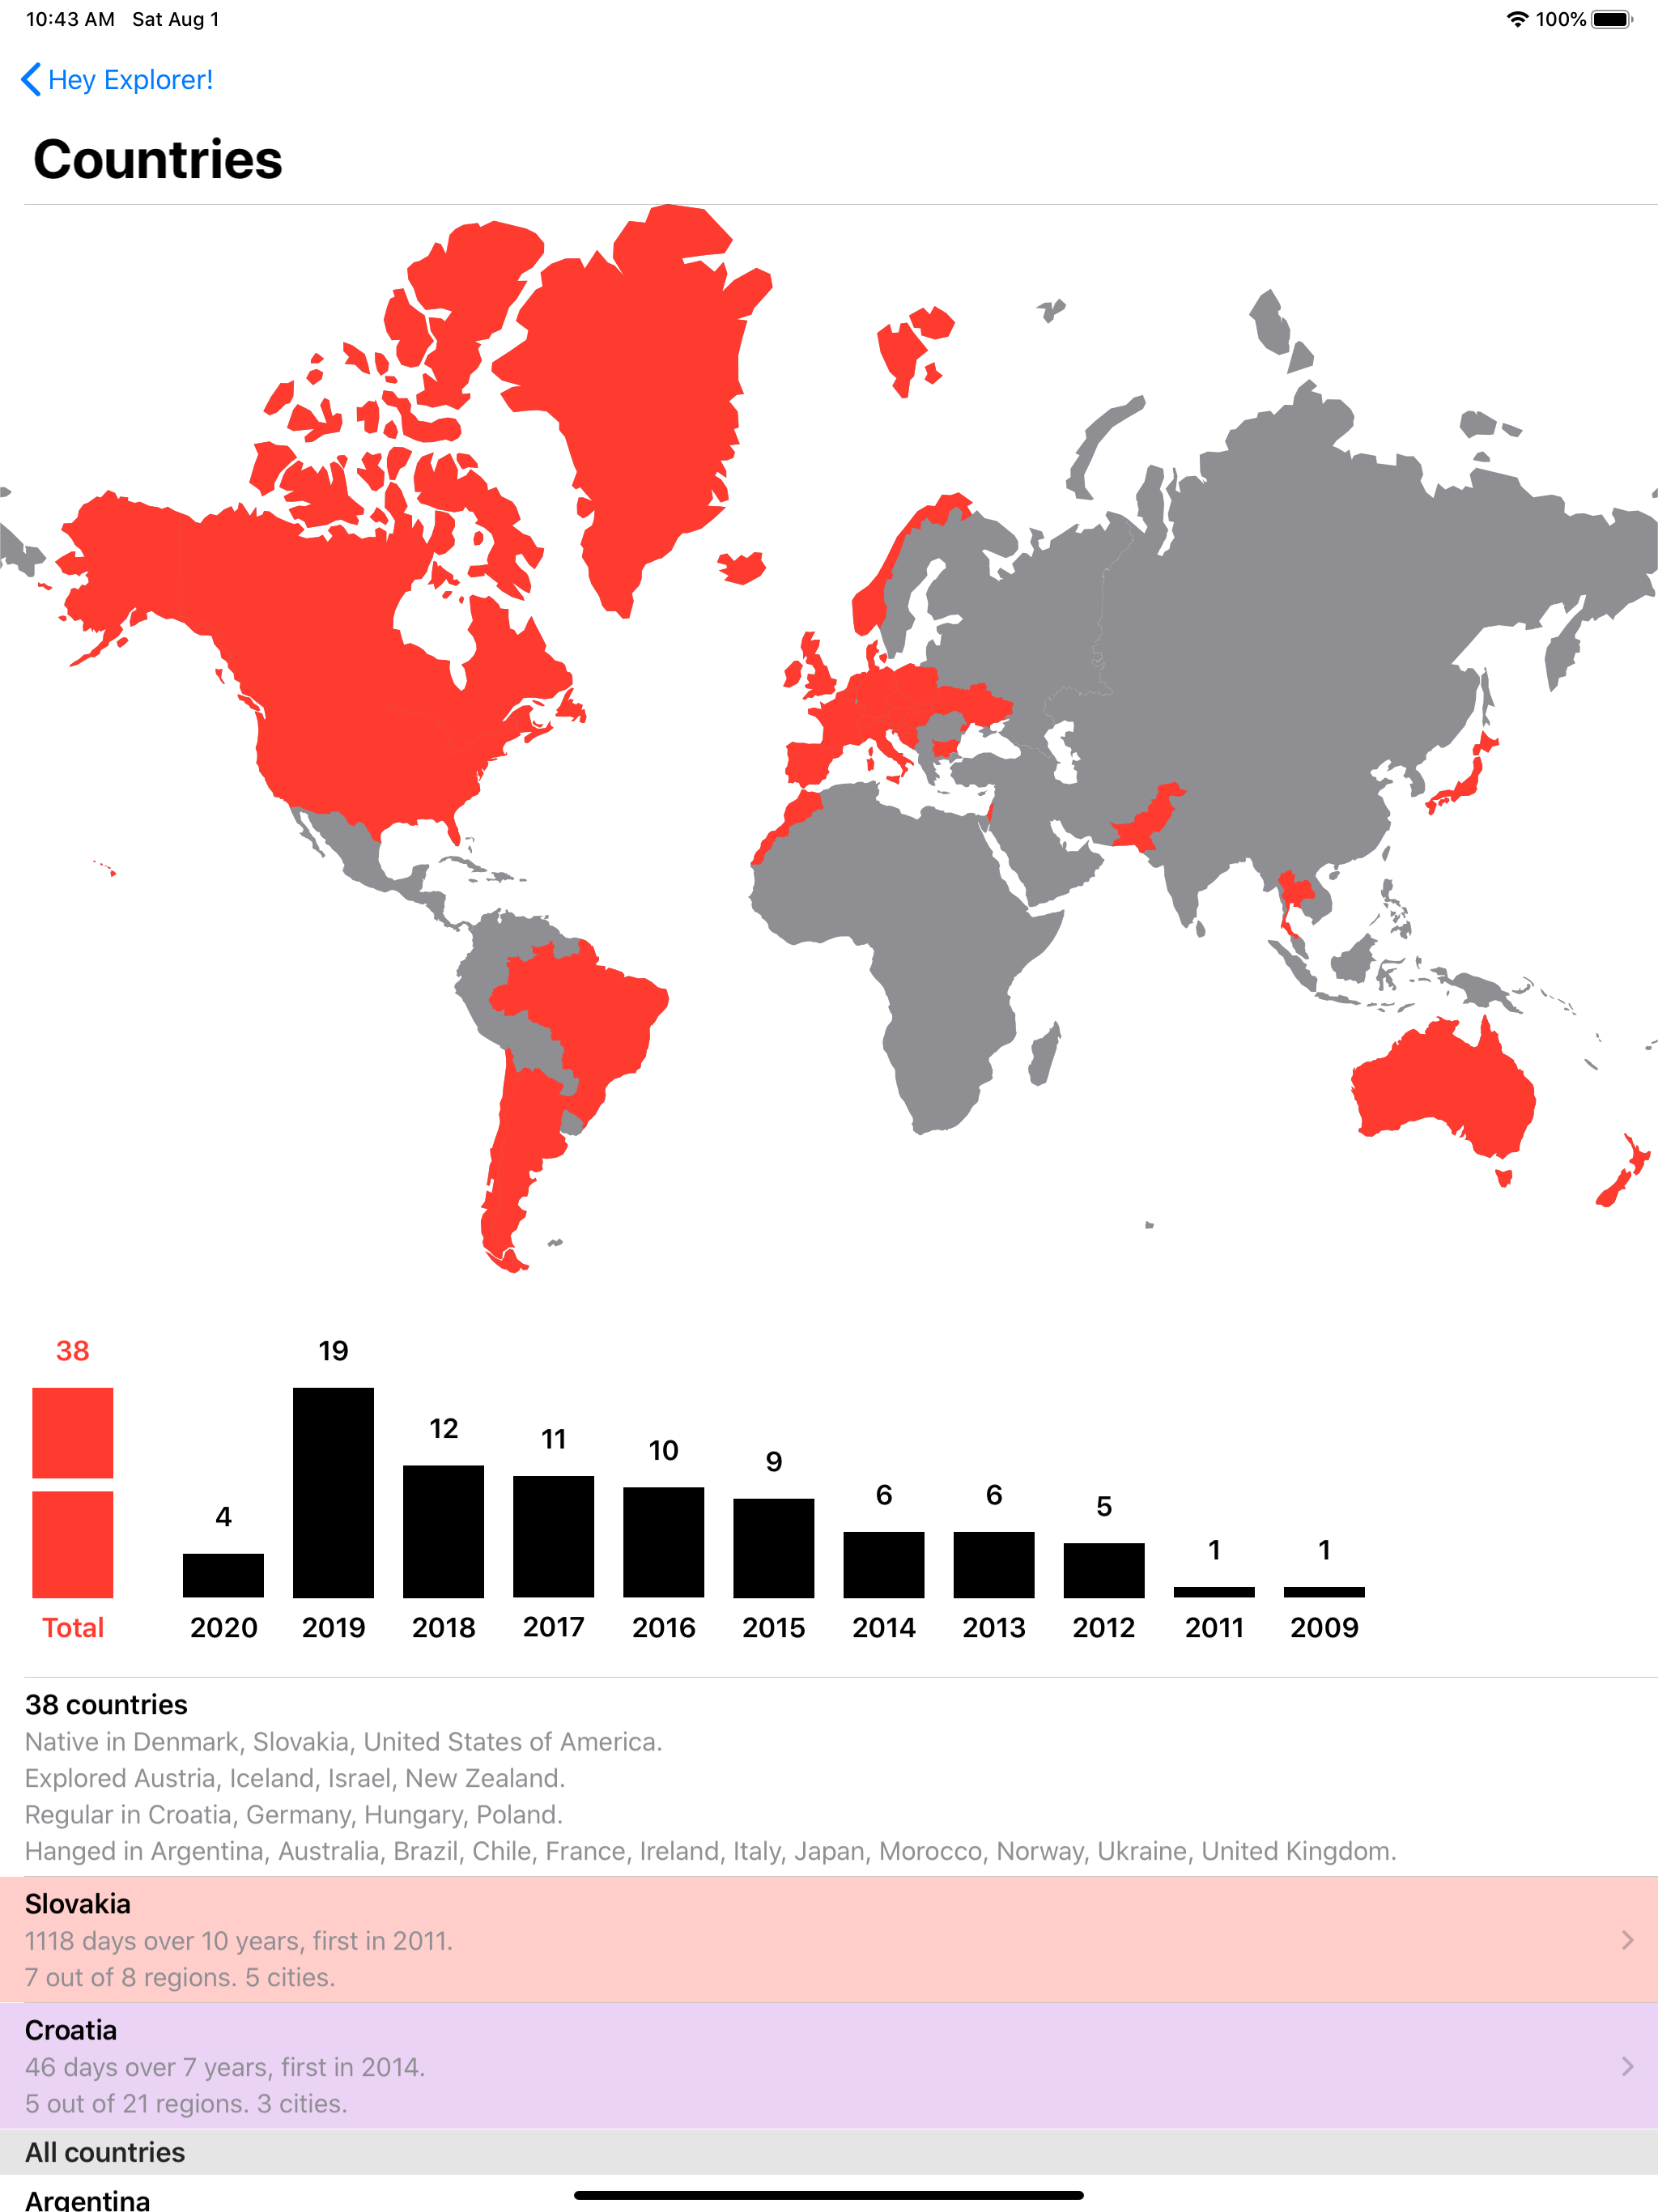 10:43 AM Sat Aug 1 100%
Hey Explorer!
Countries
38 19
12
11
10
9
6 6
5
4
1 1
Total 2020 2019 2018 2017 2016 2015 2014 2013 2012 2011 2009
38 countries
Native in Denmark, Slovakia, United States of America.
Explored Austria, Iceland, Israel, New Zealand.
Regular in Croatia, Germany, Hungary, Poland.
Hanged in Argentina, Australia, Brazil, Chile, France, Ireland, Italy, Japan, Morocco, Norway, Ukraine, United Kingdom.
Slovakia
1118 days over 10 years, first in 2011.
7 out of 8 regions. 5 cities.
Croatia
46 days over 7 years, first in 2014.
5 out of 21 regions. 3 cities.
All countries
Argentina